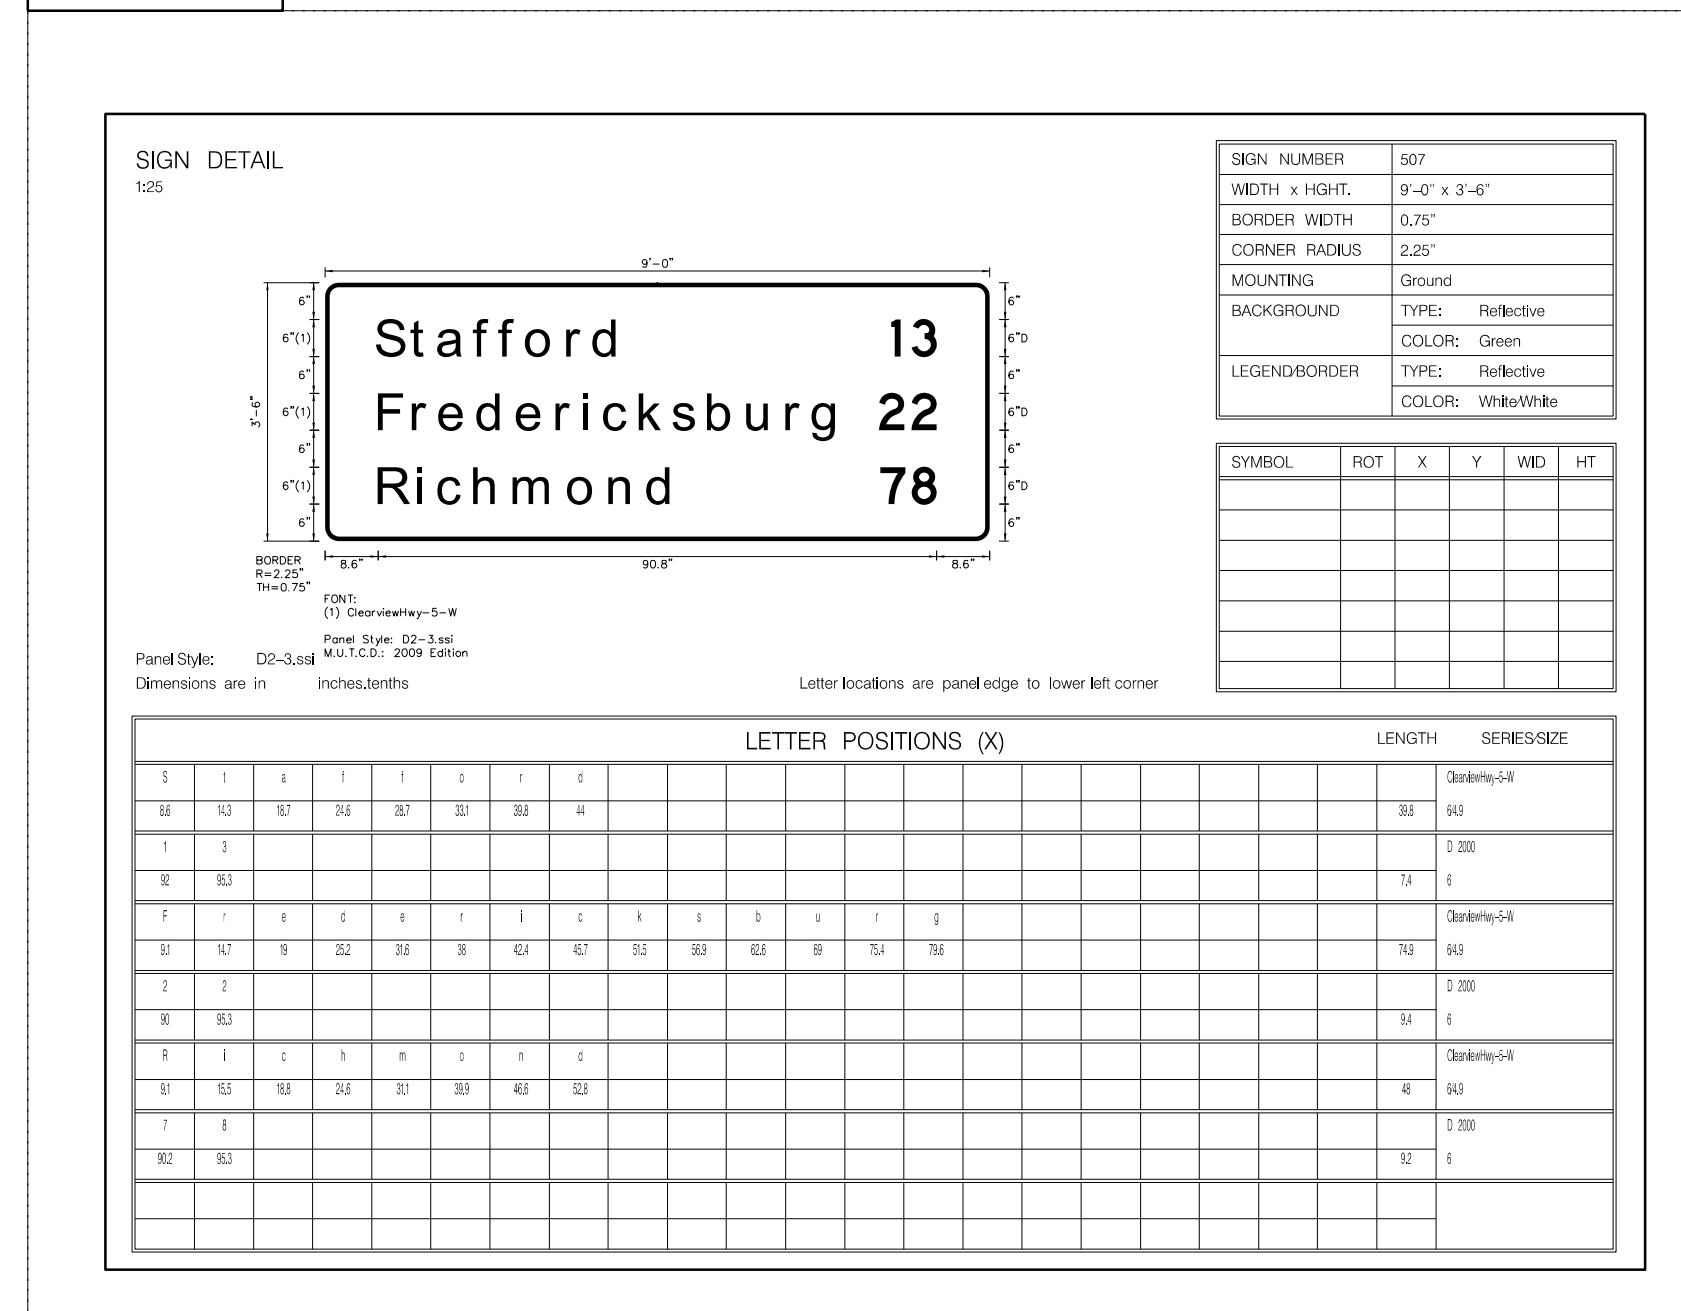 SIGN DETAIL
1:25
9'-0"
6"
6"(1)
6"
6"(1)
6"
6"(1)
6"
3'-6"
Stafford 13
Fredericksburg 22
Richmond 78
6"
6"D
6"
6"D
6"
6"D
6"
8.6" 90.8" 8.6"
BORDER
R=2.25"
TH=0.75"
FONT:
(1) ClearviewHwy-5-W
Panel Style: D2-3.ssi
M.U.T.C.D.: 2009 Edition
Panel Style: D2-3.ssi
Dimensions are in inches.tenths
Letter locations are panel edge to lower left corner
SIGN NUMBER 507
WIDTH x HGHT. 9'-0" x 3'-6"
BORDER WIDTH 0.75"
CORNER RADIUS 2.25"
MOUNTING Ground
BACKGROUND TYPE: Reflective
COLOR: Green
LEGEND/BORDER TYPE: Reflective
COLOR: White/White
SYMBOL ROT X Y WID HT
LETTER POSITIONS (X) LENGTH SERIES/SIZE
S t a f f o r d ClearviewHwy-5-W
8.6 14.3 18.7 24.6 28.7 33.1 39.8 44 39.8 6/4.9
1 3 D 2000
92 95.3 7.4 6
F r e d e r i c k s b u r g ClearviewHwy-5-W
9.1 14.7 19 25.2 31.6 38 42.4 45.7 51.5 56.9 62.6 69 75.4 79.6 74.9 6/4.9
2 2 D 2000
90 95.3 9.4 6
R i c h m o n d ClearviewHwy-5-W
9.1 15.5 18.8 24.6 31.1 39.9 46.6 52.8 48 6/4.9
7 8 D 2000
90.2 95.3 9.2 6